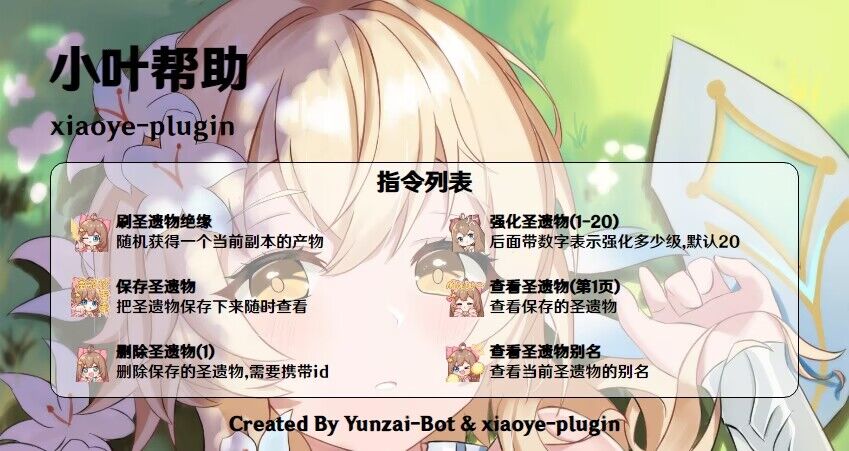 小叶帮助
xiaoye-plugin
指令列表
刷圣遗物绝缘
随机获得一个当前副本的产物
强化圣遗物(1-20)
后面带数字表示强化多少级,默认20
保存圣遗物
把圣遗物保存下来随时查看
查看圣遗物(第1页)
查看保存的圣遗物
删除圣遗物(1)
删除保存的圣遗物,需要携带id
查看圣遗物别名
查看当前圣遗物的别名
Created By Yunzai-Bot & xiaoye-plugin